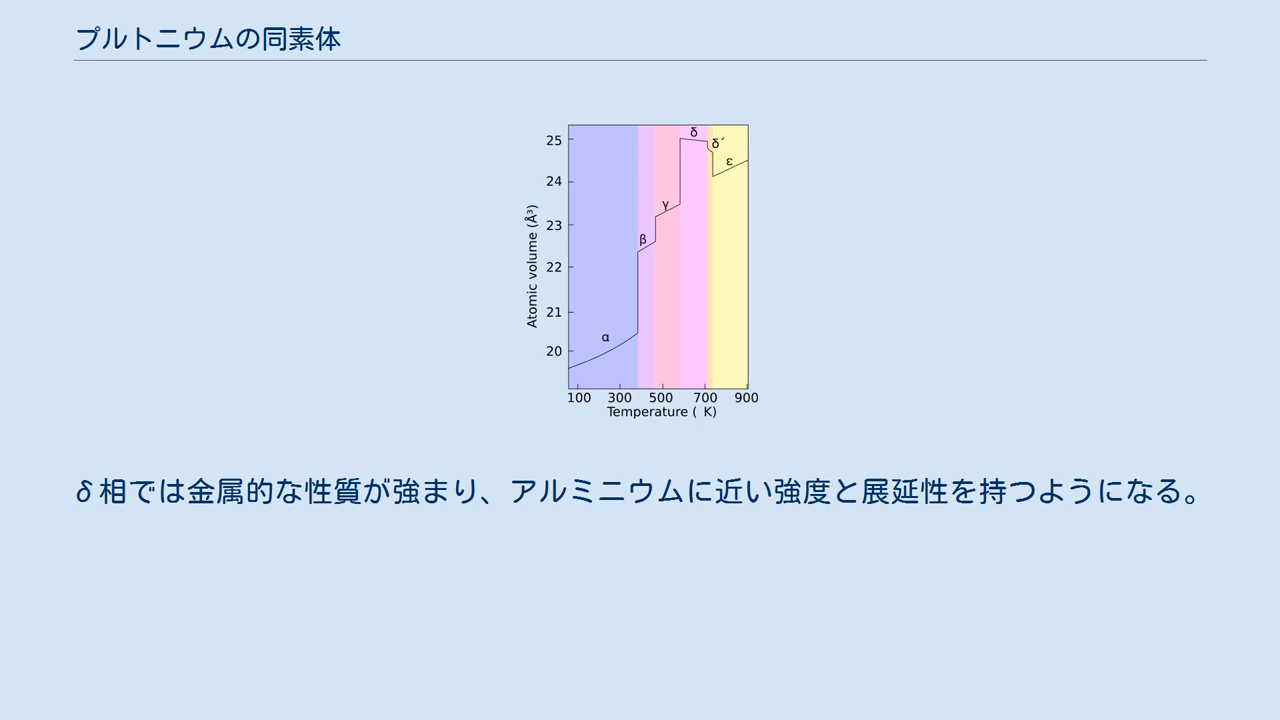 プルトニウムの同素体
25
24
23
22
21
20
Atomic volume (Å³)
α
β
γ
δ
δ´
ε
100 300 500 700 900
Temperature ( K)
δ相では金属的な性質が強まり、アルミニウムに近い強度と展延性を持つようになる。